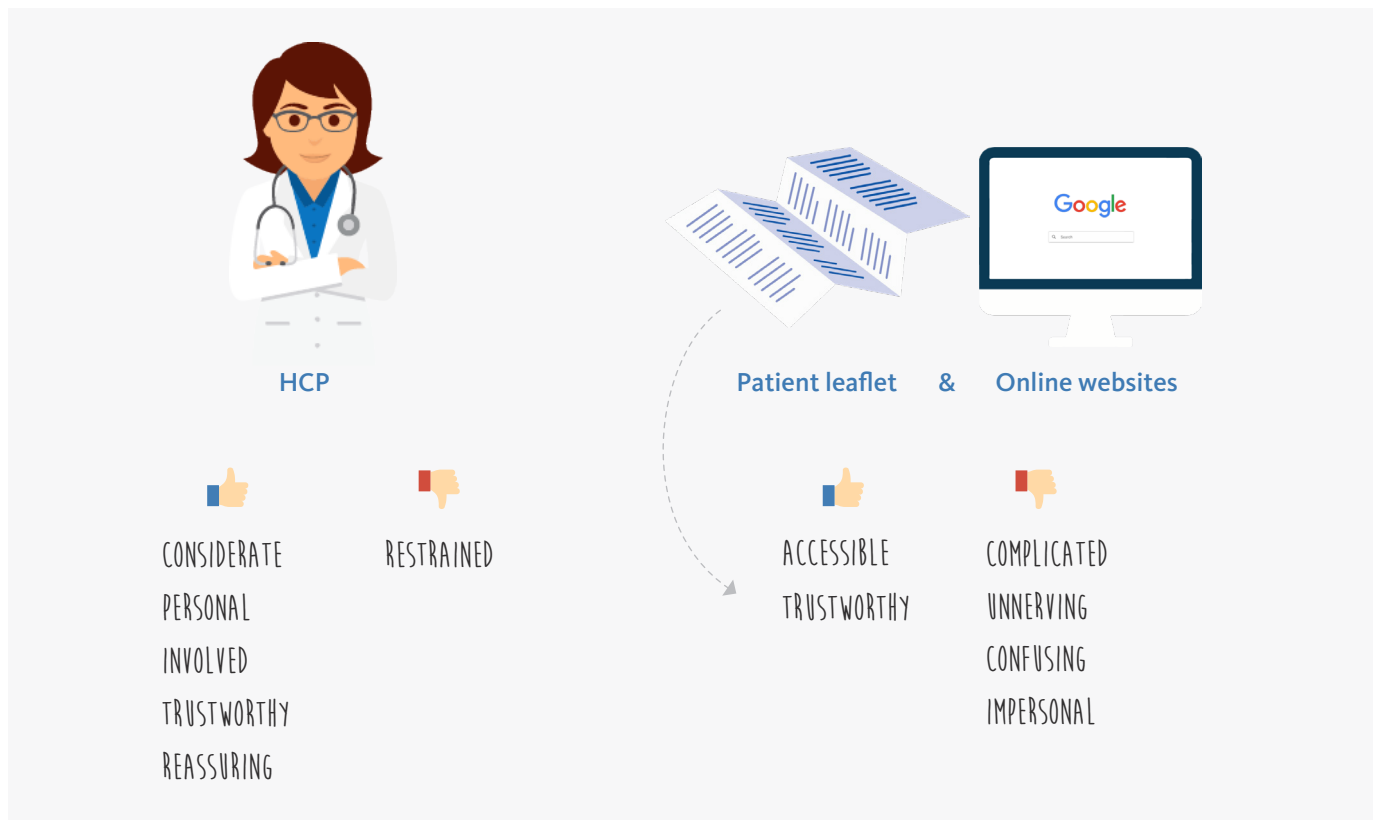 Google
Search
HCP
Patient leaflet & Online websites
CONSIDERATE
PERSONAL
INVOLVED
TRUSTWORTHY
REASSURING
RESTRAINED
ACCESSIBLE
TRUSTWORTHY
COMPLICATED
UNNERVING
CONFUSING
IMPERSONAL